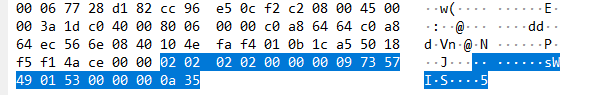 00 06 77 28 d1 82 cc 96 e5 0c f2 c2 08 00 45 00 ··w(···· ······E·
00 3a 1d c0 40 00 80 06 00 00 c0 a8 64 64 c0 a8 ·:··@··· ····dd··
64 ec 56 6e 08 40 10 4e fa f4 01 0b 1c a5 50 18 d·Vn·@·N ······P·
f5 f1 4a ce 00 00 02 02 02 02 00 00 00 09 73 57 ··J····· ······sW
49 01 53 00 00 00 0a 35 I·S····5